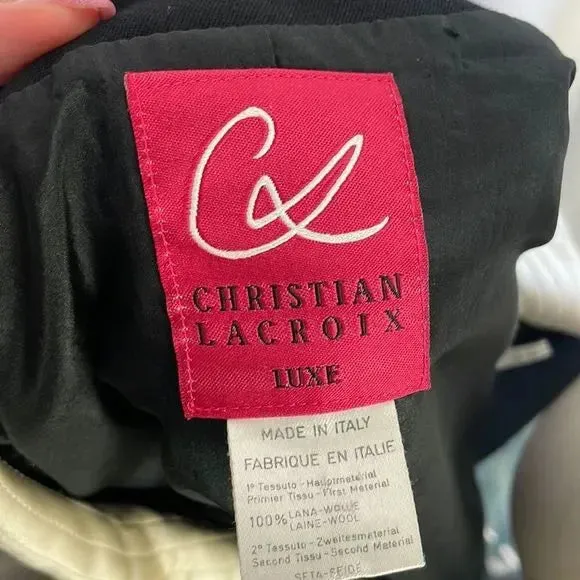 CL
CHRISTIAN
LACROIX
LUXE
MADE IN ITALY
FABRIQUE EN ITALIE
1° Tessuto - Hauptmaterial
Primier Tissu - First Material
100% LANA-WOLLE
LAINE-WOOL
2° Tessuto - Zweitesmaterial
Second Tissu - Second Material
SETA-SEIDE